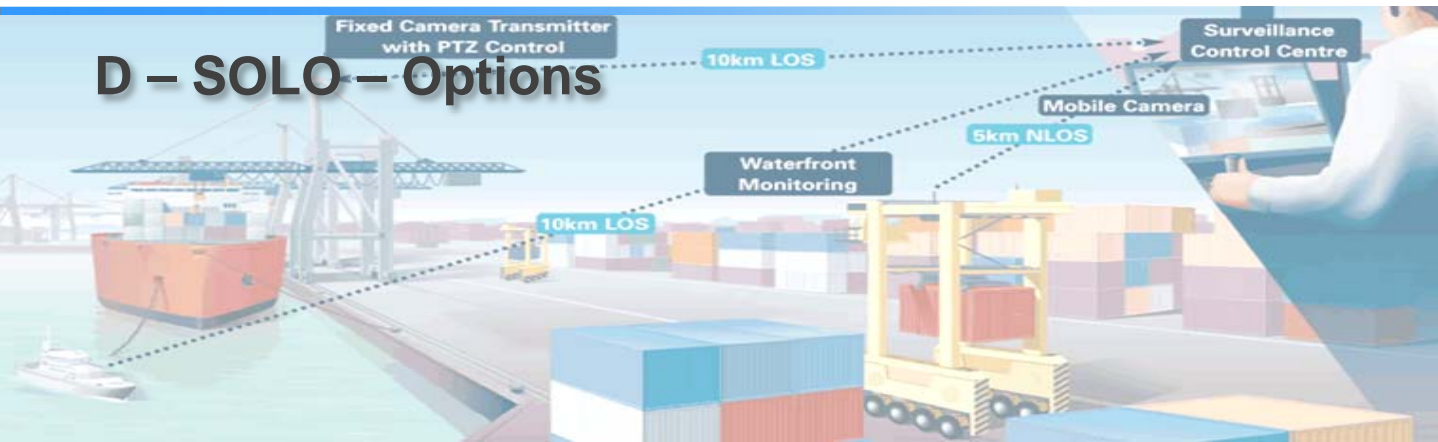 D – SOLO – Options
Fixed Camera Transmitter
with PTZ Control
10km LOS
Surveillance
Control Centre
Mobile Camera
5km NLOS
Waterfront
Monitoring
10km LOS